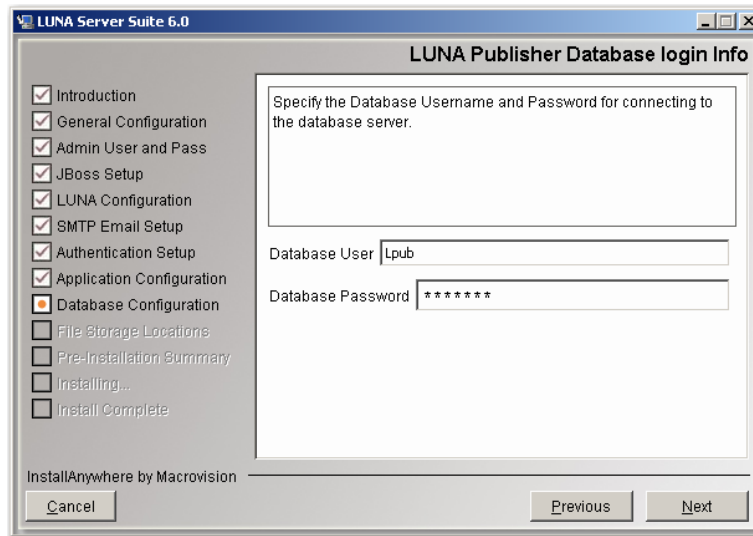 LUNA Server Suite 6.0
LUNA Publisher Database login Info
Introduction
General Configuration
Admin User and Pass
JBoss Setup
LUNA Configuration
SMTP Email Setup
Authentication Setup
Application Configuration
Database Configuration
File Storage Locations
Pre-Installation Summary
Installing...
Install Complete
Specify the Database Username and Password for connecting to
the database server.
Database User Lpub
Database Password *******
InstallAnywhere by Macrovision
Cancel
Previous
Next